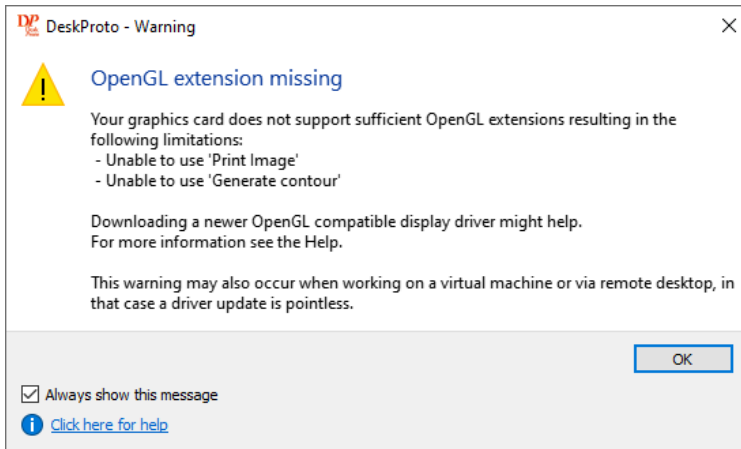 DP DeskProto - Warning
OpenGL extension missing
Your graphics card does not support sufficient OpenGL extensions resulting in the
following limitations:
- Unable to use 'Print Image'
- Unable to use 'Generate contour'
Downloading a newer OpenGL compatible display driver might help.
For more information see the Help.
This warning may also occur when working on a virtual machine or via remote desktop, in
that case a driver update is pointless.
OK
Always show this message
Click here for help